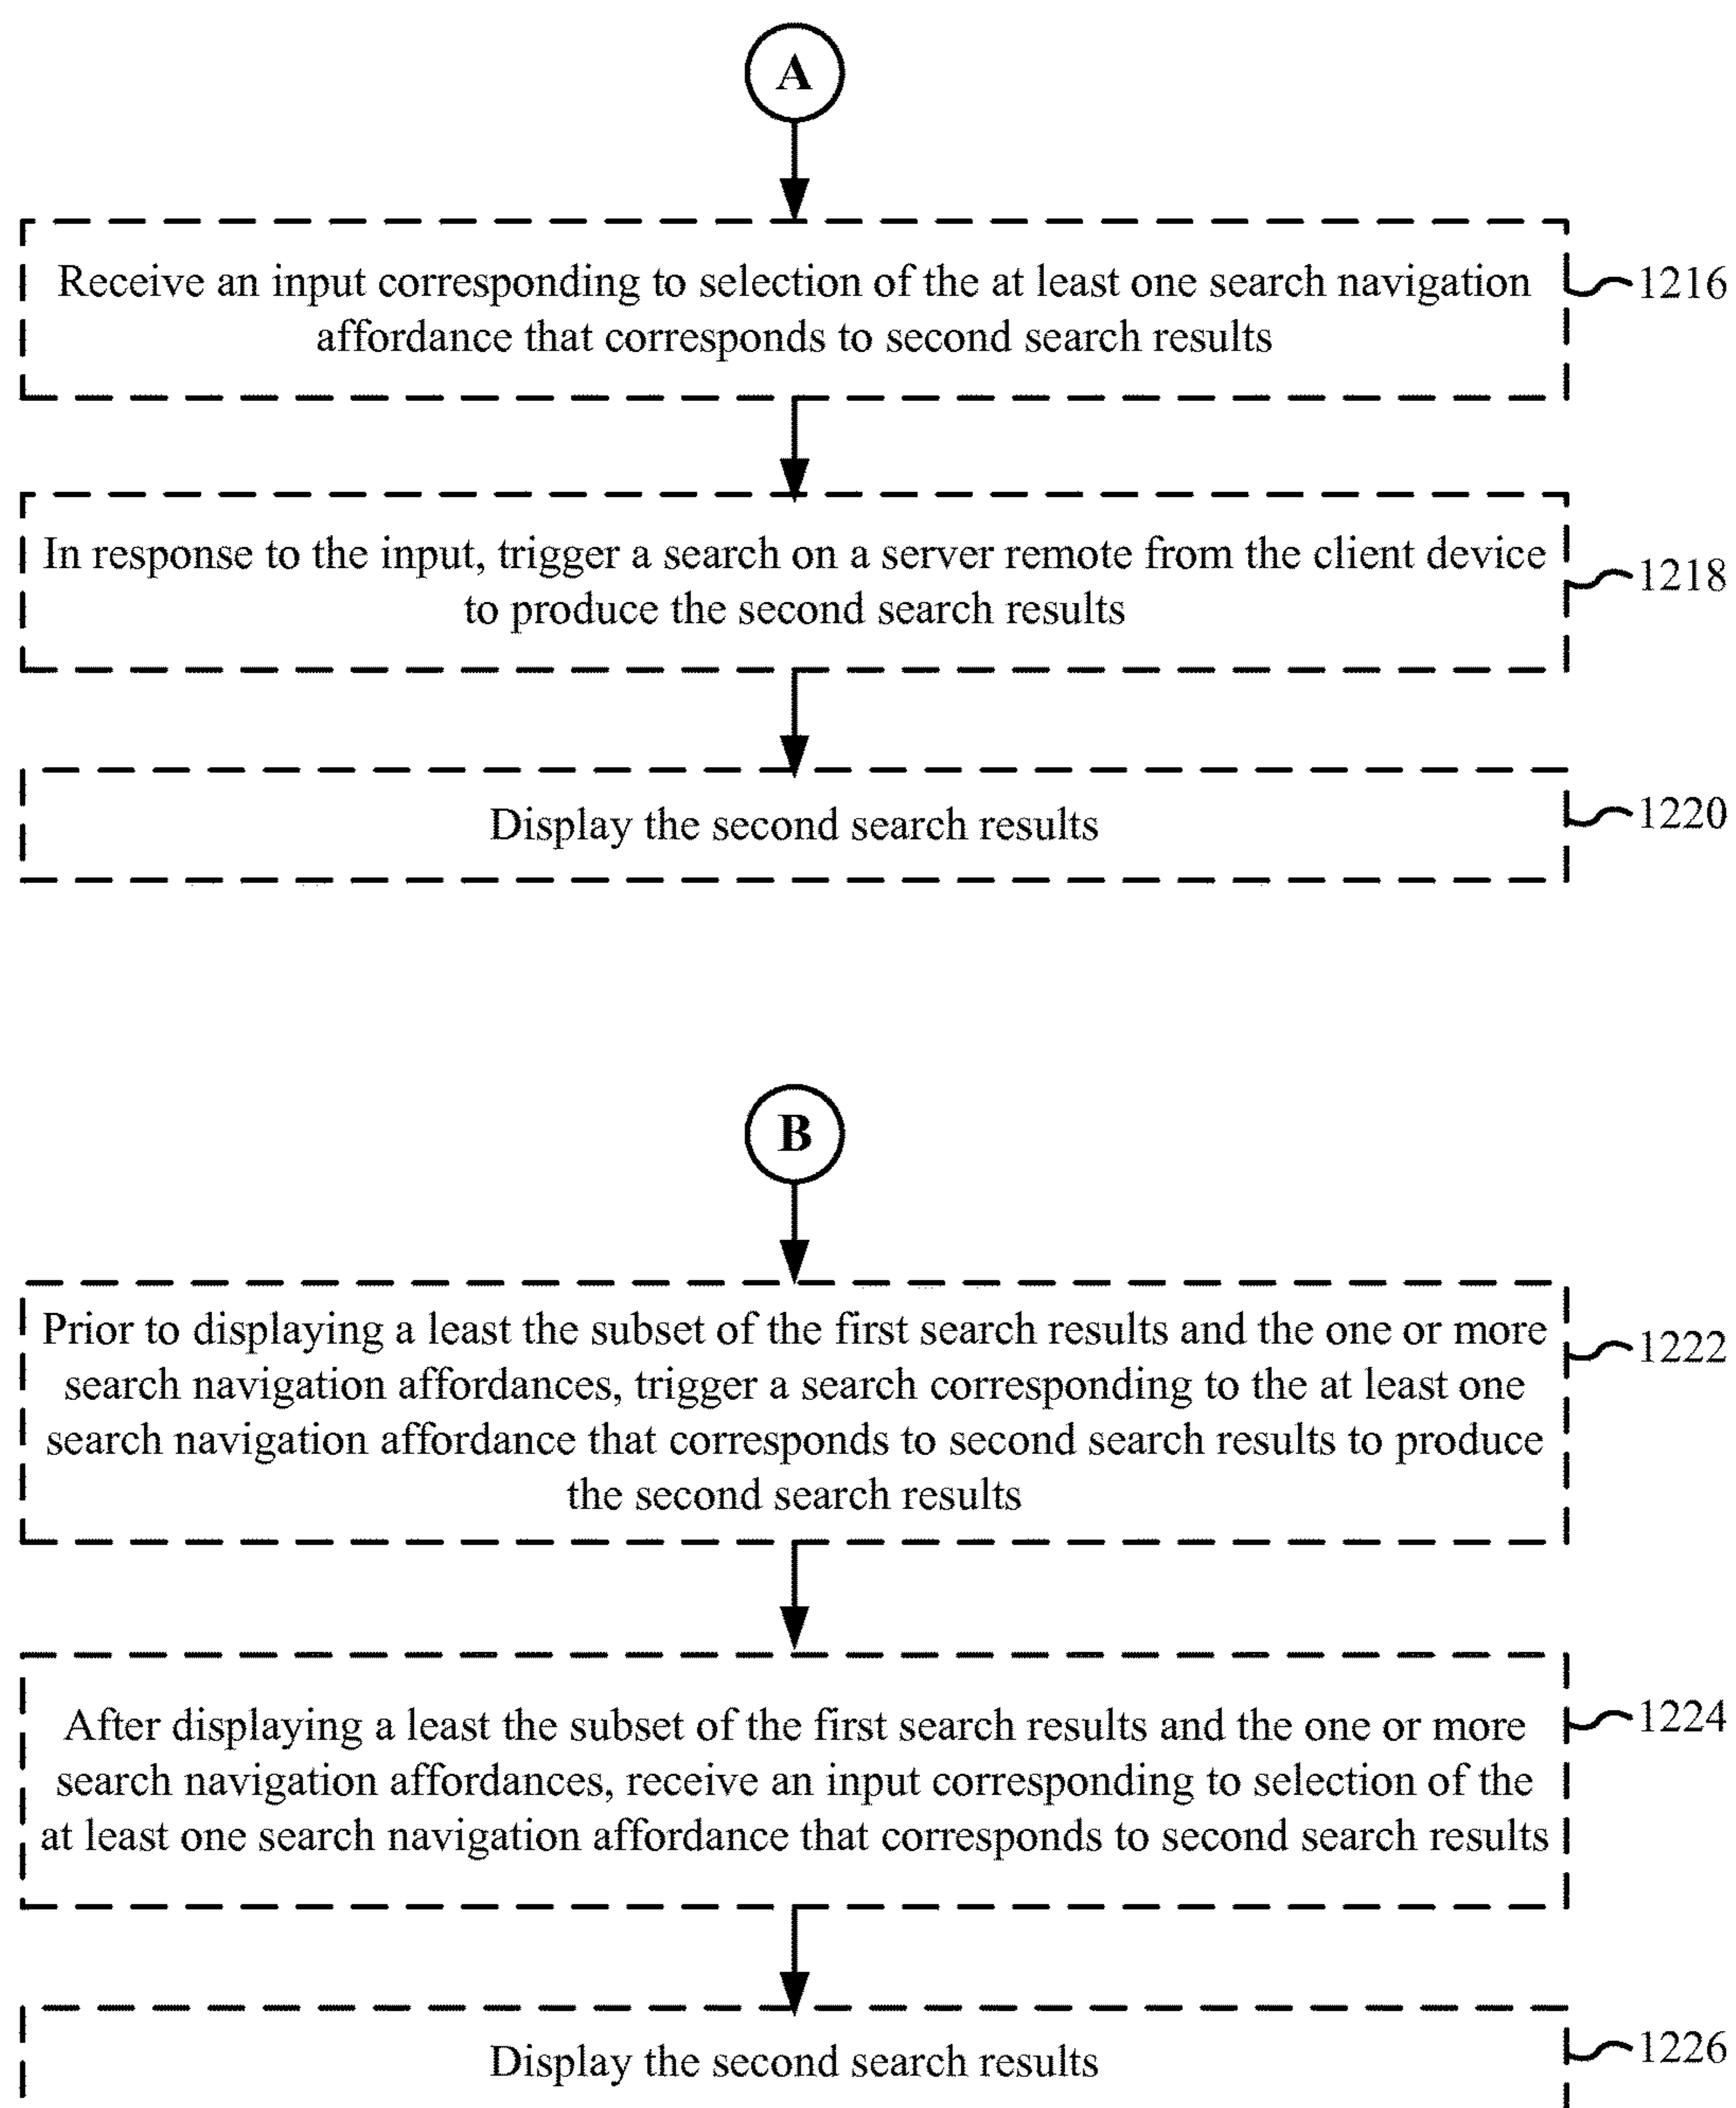 A
Receive an input corresponding to selection of the at least one search navigation
affordance that corresponds to second search results
1216
In response to the input, trigger a search on a server remote from the client device
to produce the second search results
1218
Display the second search results
1220
B
Prior to displaying a least the subset of the first search results and the one or more
search navigation affordances, trigger a search corresponding to the at least one
search navigation affordance that corresponds to second search results to produce
the second search results
1222
After displaying a least the subset of the first search results and the one or more
search navigation affordances, receive an input corresponding to selection of the
at least one search navigation affordance that corresponds to second search results
1224
Display the second search results
1226